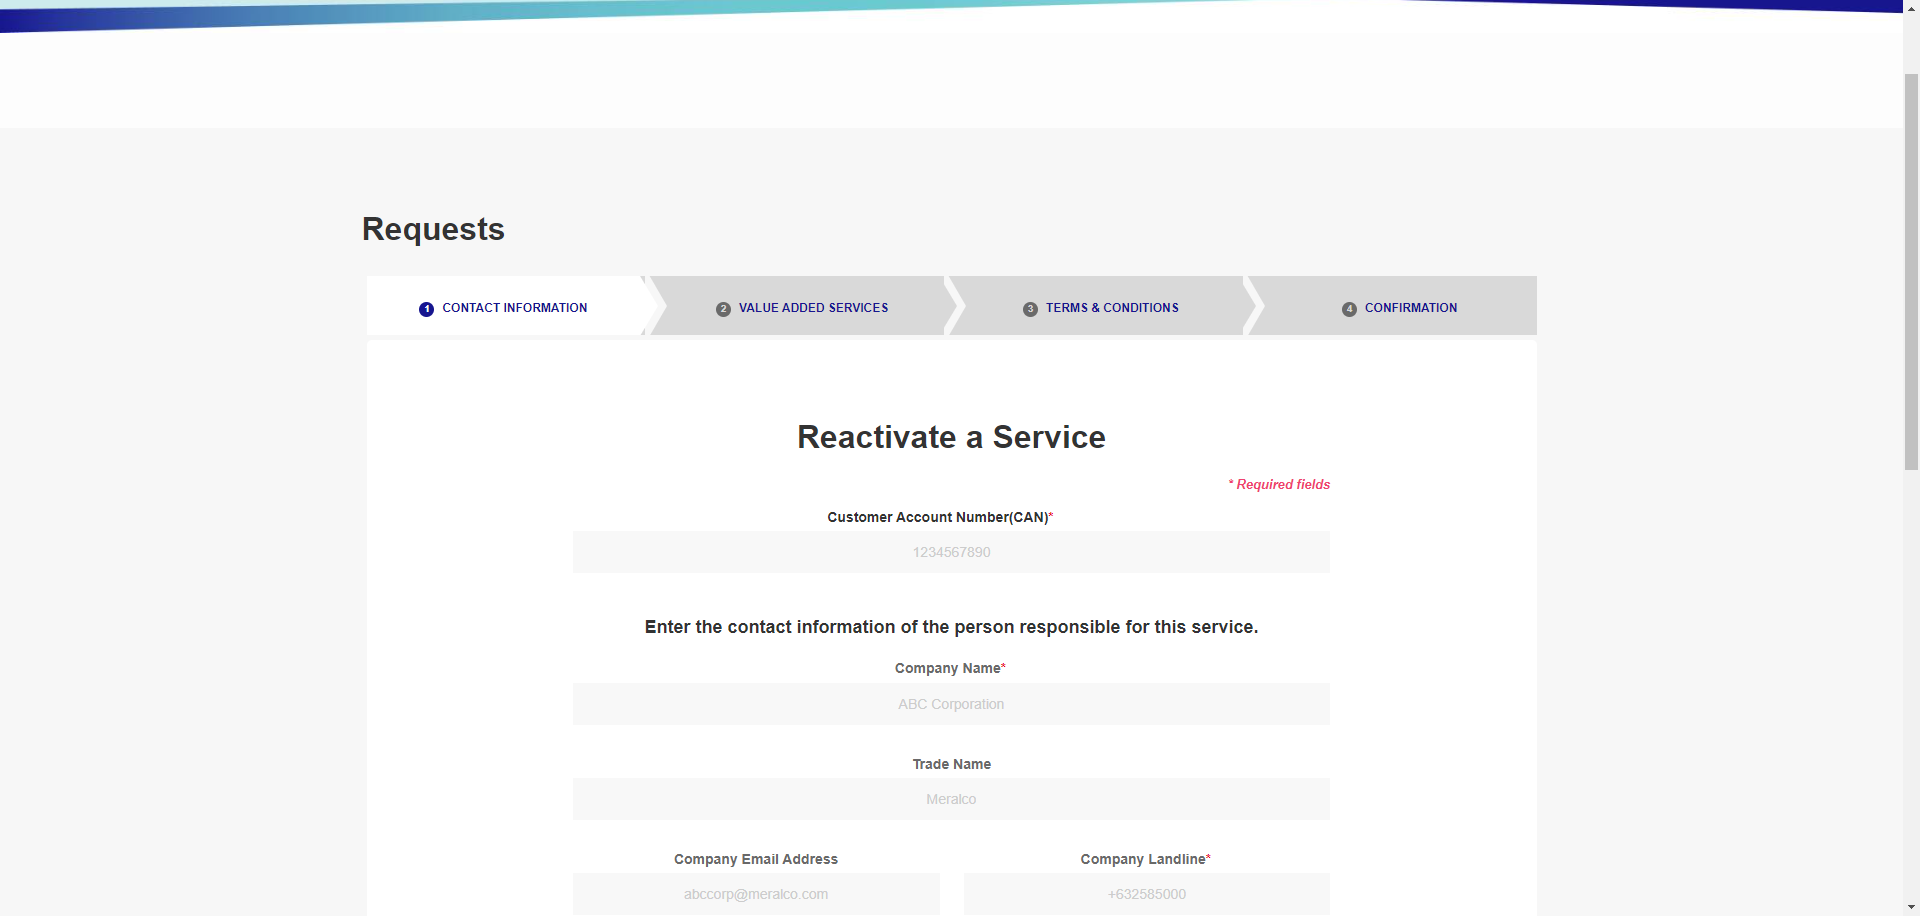 Requests
1 CONTACT INFORMATION
2 VALUE ADDED SERVICES
3 TERMS & CONDITIONS
4 CONFIRMATION
Reactivate a Service
* Required fields
Customer Account Number(CAN)*
1234567890
Enter the contact information of the person responsible for this service.
Company Name*
ABC Corporation
Trade Name
Meralco
Company Email Address
abccorp@meralco.com
Company Landline*
+632585000